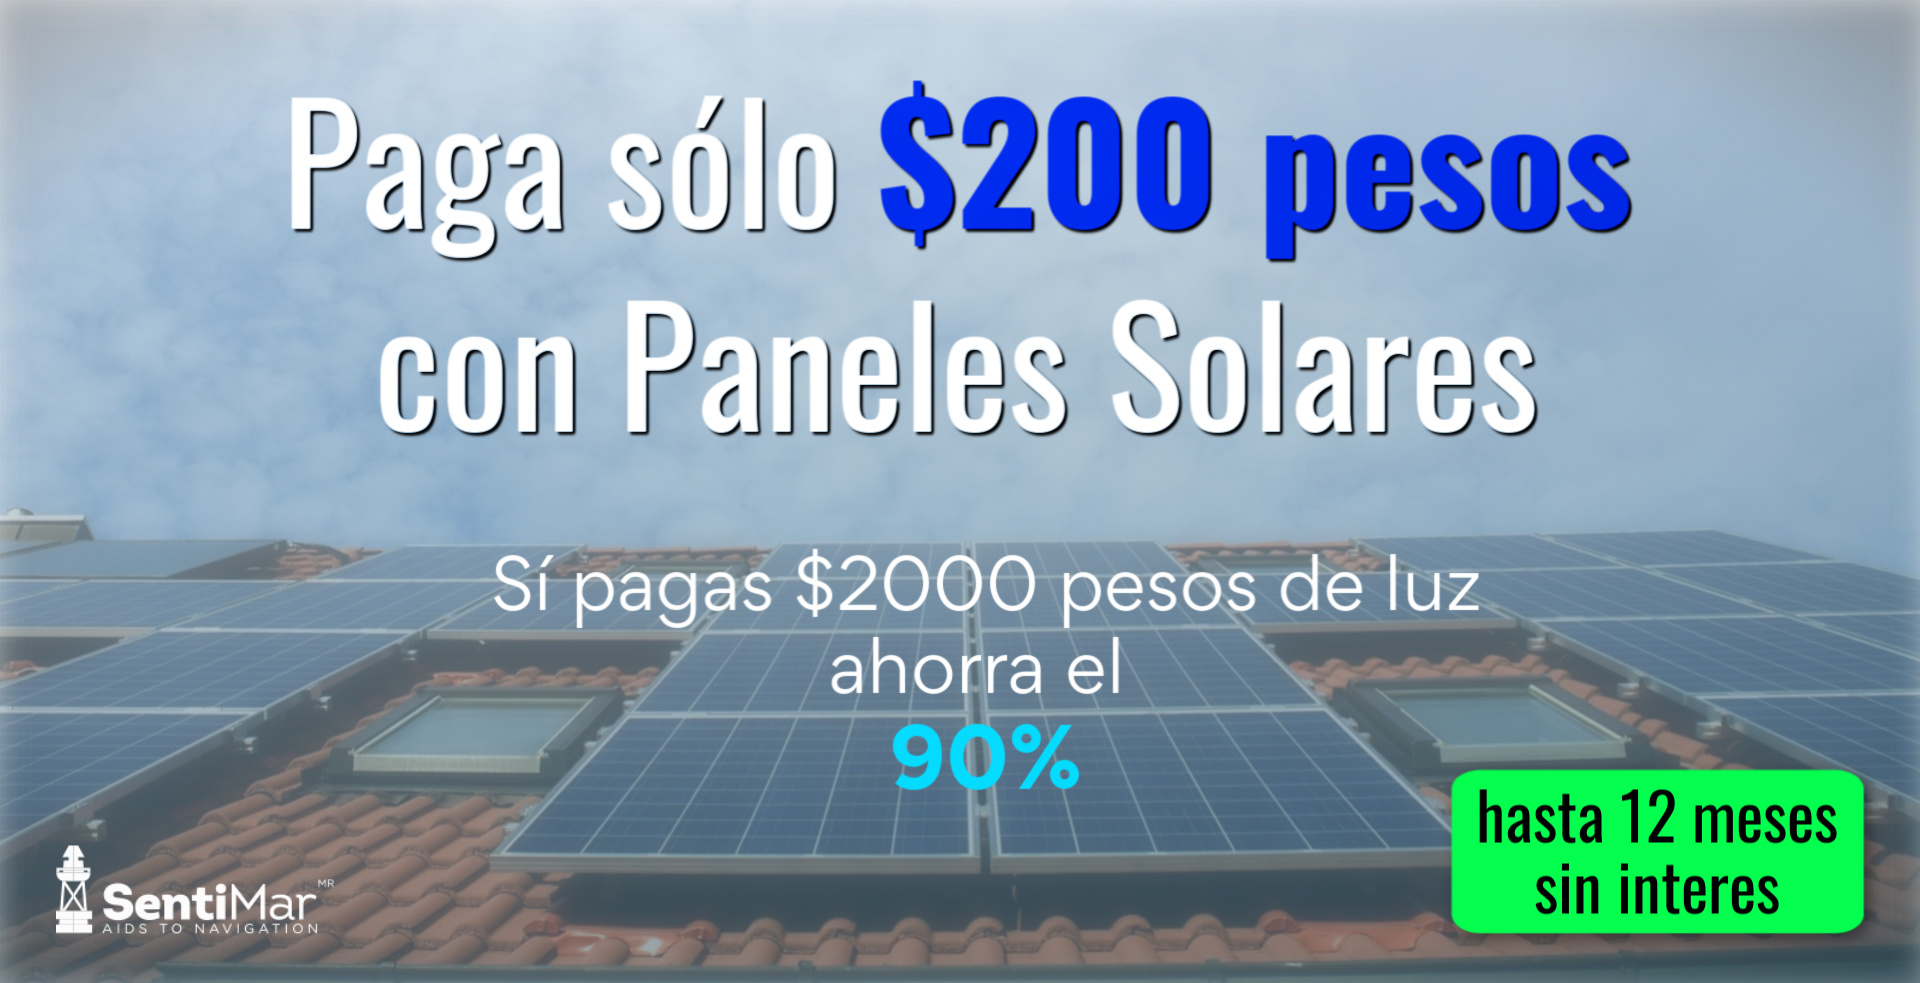 Paga sólo $200 pesos
con Paneles Solares
Sí pagas $2000 pesos de luz
ahorra el
90%
hasta 12 meses
sin interes
SentiMar MR
AIDS TO NAVIGATION